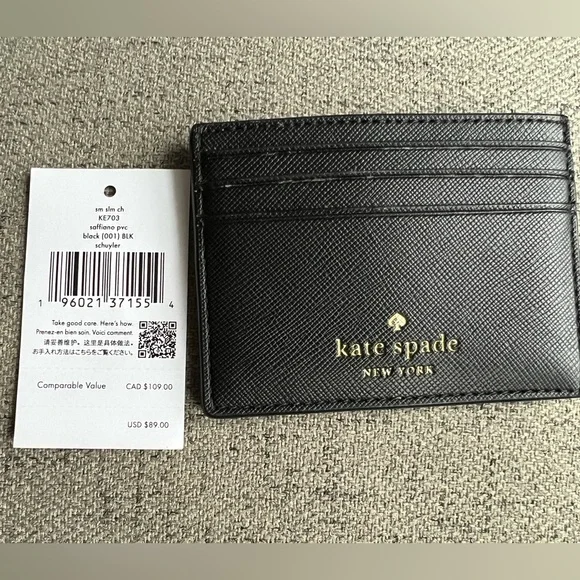 sm slm ch
KE703
saffiano pvc
black (001) BLK
schuyler
1 96021 37155 4
Take good care. Here's how.
Prenez-en bien soin. Voici comment.
请妥善维护。这里是具体做法。
お手入れ方法はこちらをご覧ください
Comparable Value CAD $109.00
USD $89.00
kate spade
NEW YORK